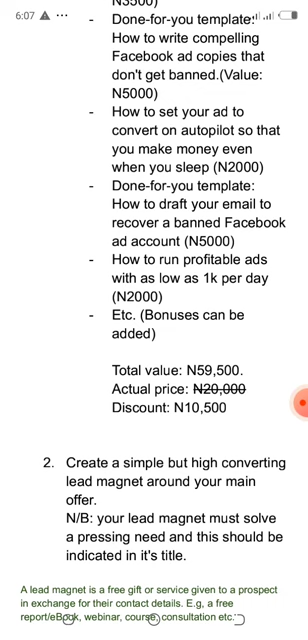 N3500)
6:07
- Done-for-you template:
How to write compelling
Facebook ad copies that
don't get banned.(Value:
N5000)
- How to set your ad to
convert on autopilot so that
you make money even
when you sleep (N2000)
- Done-for-you template:
How to draft your email to
recover a banned Facebook
ad account (N5000)
- How to run profitable ads
with as low as 1k per day
(N2000)
- Etc. (Bonuses can be
added)
Total value: N59,500.
Actual price: N20,000
Discount: N10,500
2. Create a simple but high converting
lead magnet around your main
offer.
N/B: your lead magnet must solve
a pressing need and this should be
indicated in it's title.
A lead magnet is a free gift or service given to a prospect
in exchange for their contact details. E.g, a free
report/eBook, webinar, course, consultation etc.